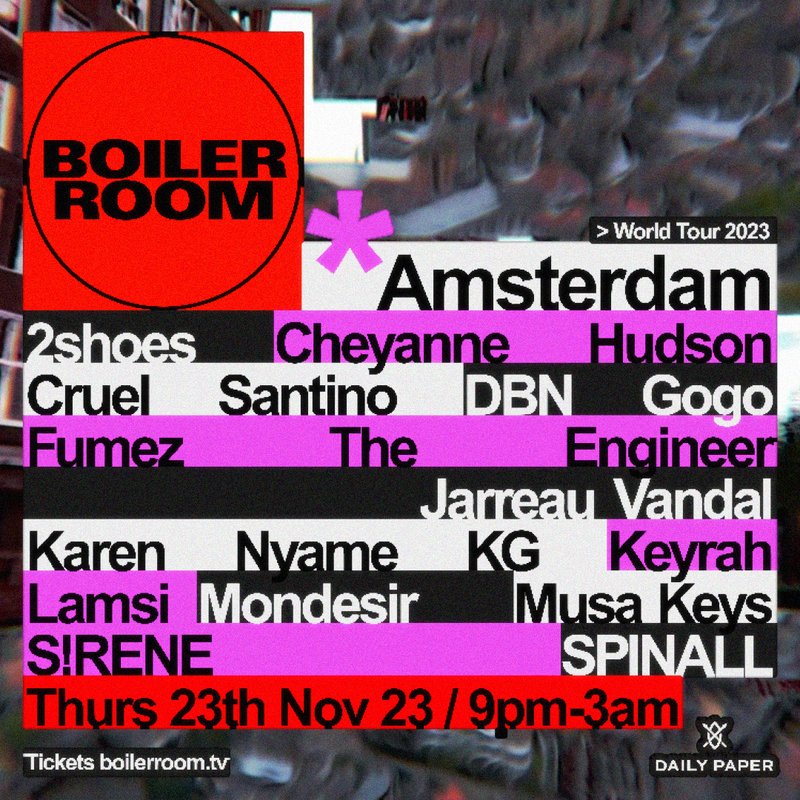 BOILER
ROOM
> World Tour 2023
*Amsterdam
2shoes Cheyanne Hudson
Cruel Santino DBN Gogo
Fumez The Engineer
Jarreau Vandal
Karen Nyame KG Keyrah
Lamsi Mondesir Musa Keys
S!RENE SPINALL
Thurs 23th Nov 23 / 9pm-3am
Tickets boilerroom.tv
DAILY PAPER